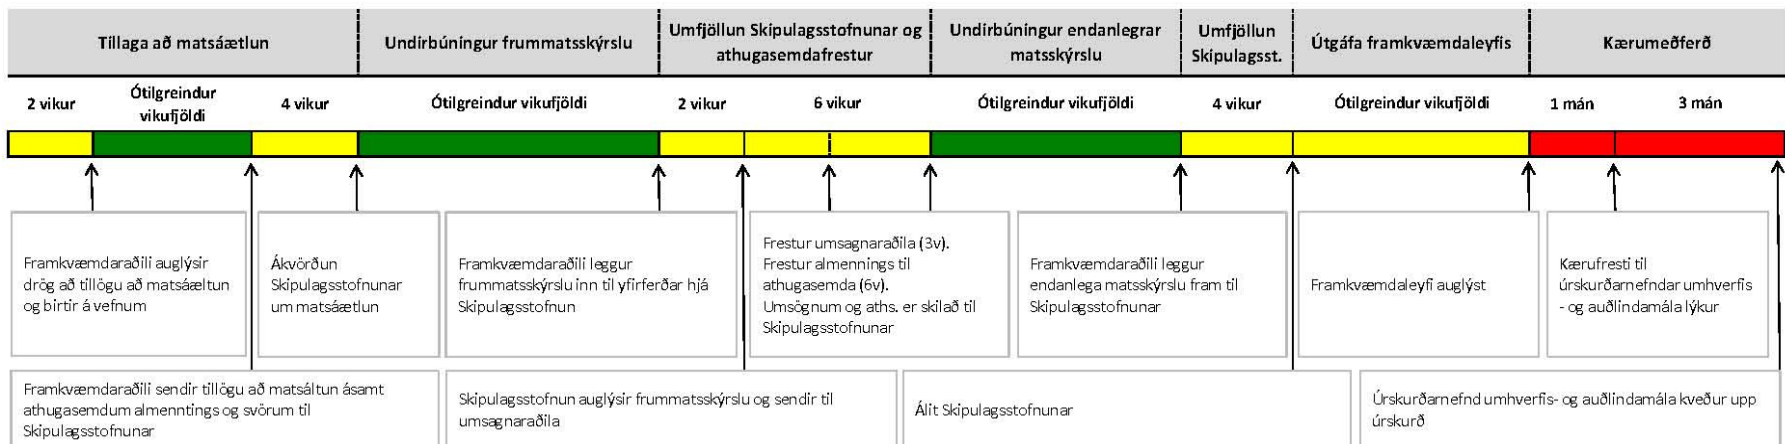 Tillaga að matsáætlun
Undirbúningur frummatsskýrslu
Umfjöllun Skipulagsstofnunar og
athugasemdafrestur
Undirbúningur endanlegrar
matsskýrslu
Umfjöllun
Skipulagsst.
Útgáfa framkvæmdaleyfis
Kærumeðferð
2 vikur
Ótilgreindur
vikufjöldi
4 vikur
Ótilgreindur vikufjöldi
2 vikur
6 vikur
Ótilgreindur vikufjöldi
4 vikur
Ótilgreindur vikufjöldi
1 mán
3 mán
Framkvæmdaraðili auglýsir
drög að tillögu að matsáæltun
og birtir á vefnum
Ákvörðun
Skipulagsstofnunar
um matsáætlun
Framkvæmdaraðili leggur
frummatsskýrslu inn til yfirferðar hjá
Skipulagsstofnun
Frestur umsagnaraðila (3v).
Frestur almennings til
athugasemda (6v).
Umsögnum og aths. er skilað til
Skipulagsstofnunar
Framkvæmdaraðili leggur
endanlega matsskýrslu fram til
Skipulagsstofnunar
Framkvæmdaleyfi auglýst
Kærufresti til
úrskurðarnefndar umhverfis
- og auðlindamála lýkur
Framkvæmdaraðili sendir tillögu að matsáltun ásamt
athugasemdum almenntings og svörum til
Skipulagsstofnunar
Skipulagsstofnun auglýsir frummatsskýrslu og sendir til
umsagnaraðila
Álit Skipulagsstofnunar
Úrskurðarnefnd umhverfis- og auðlindamála kveður upp
úrskurð